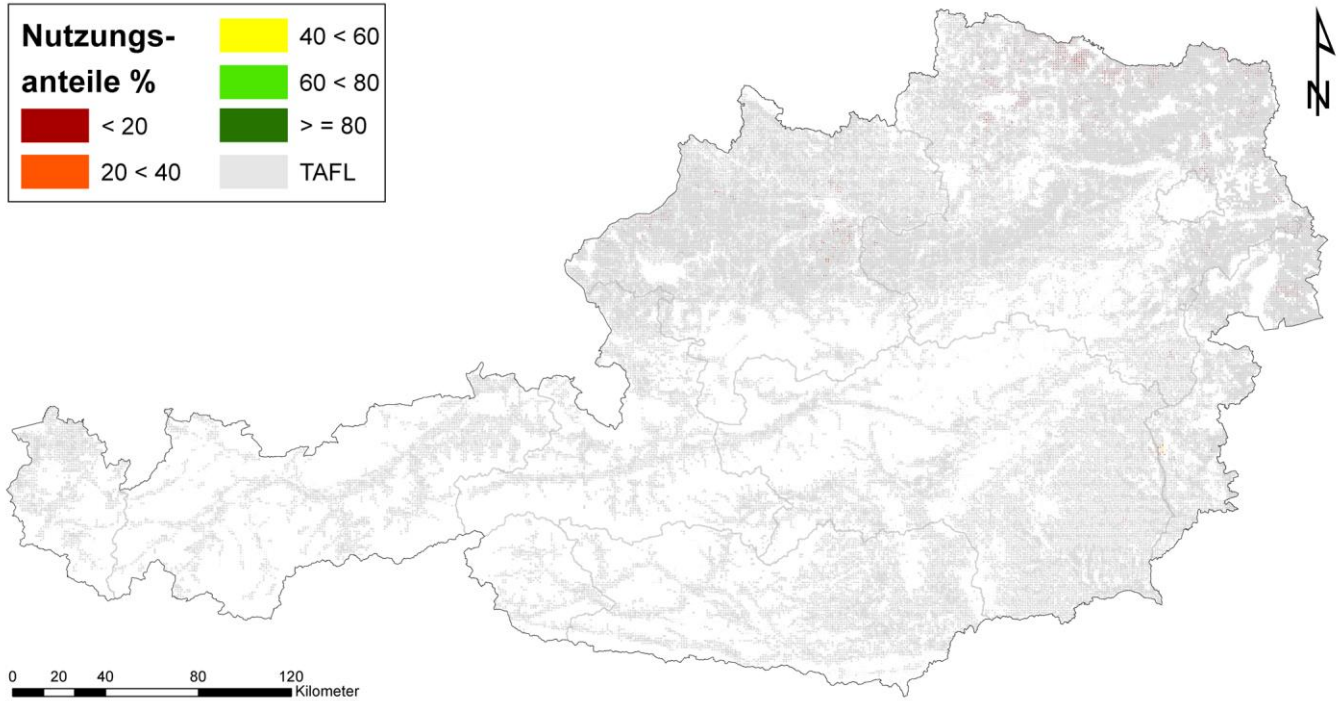 Nutzungs-
anteile %
< 20
20 < 40
40 < 60
60 < 80
> = 80
TAFL
N
0 20 40 80 120
Kilometer